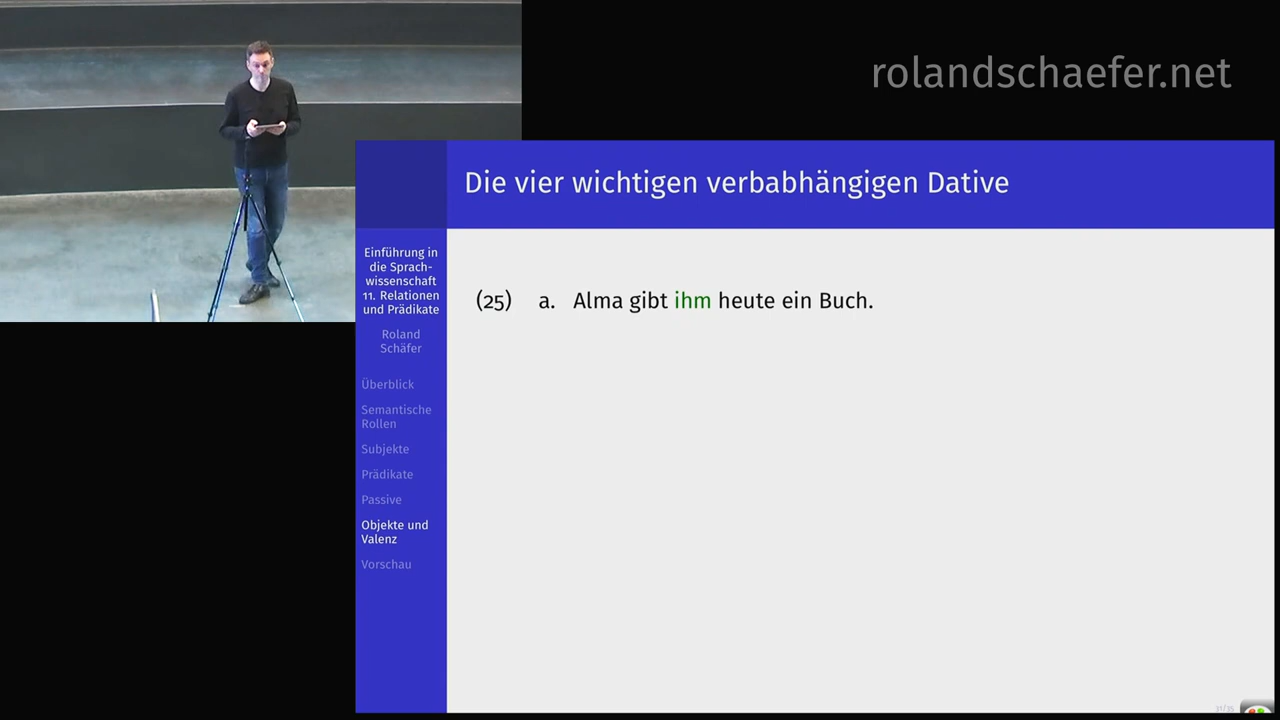 rolandschaefer.net
Die vier wichtigen verbabhängigen Dative
Einführung in
die Sprach-
wissenschaft
11. Relationen
und Prädikate
Roland
Schäfer
Überblick
Semantische
Rollen
Subjekte
Prädikate
Passive
Objekte und
Valenz
Vorschau
(25) a. Alma gibt ihm heute ein Buch.